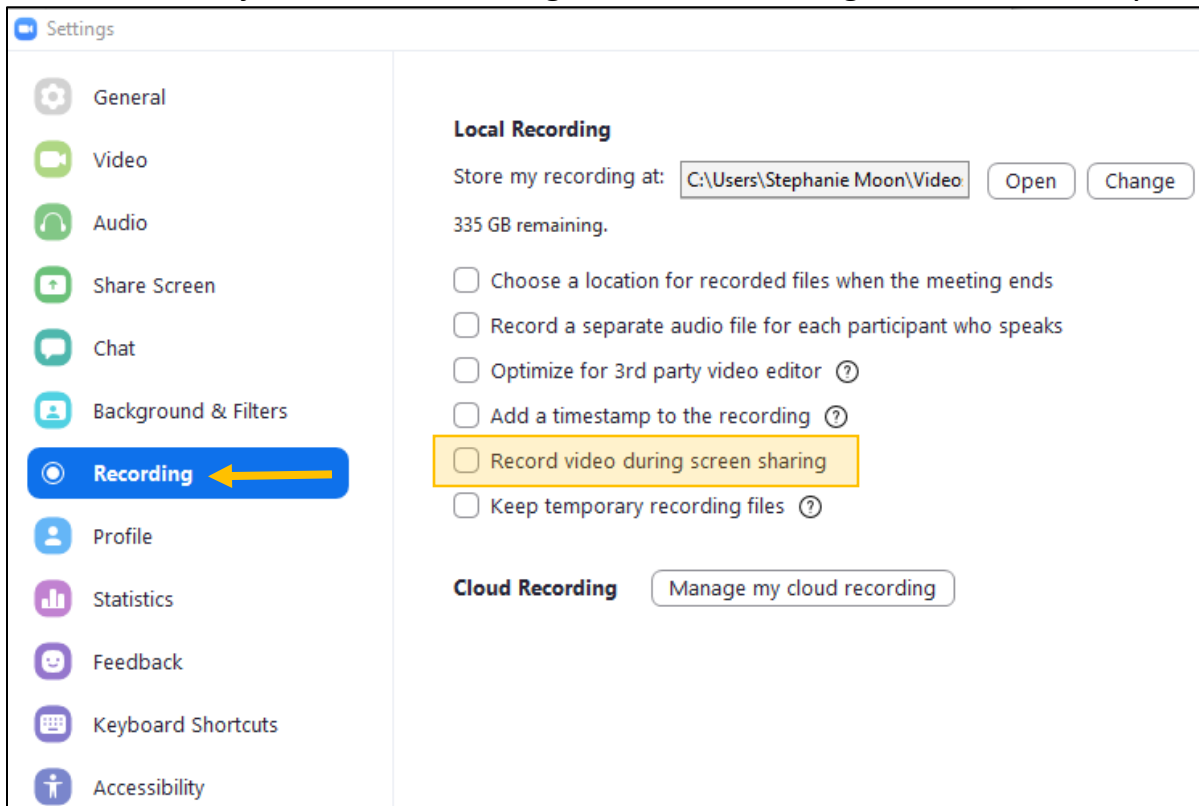 Settings
General
Video
Audio
Share Screen
Chat
Background & Filters
Recording
Profile
Statistics
Feedback
Keyboard Shortcuts
Accessibility
Local Recording
Store my recording at: C:\Users\Stephanie Moon\Video Open Change
335 GB remaining.
Choose a location for recorded files when the meeting ends
Record a separate audio file for each participant who speaks
Optimize for 3rd party video editor ?
Add a timestamp to the recording ?
Record video during screen sharing
Keep temporary recording files ?
Cloud Recording Manage my cloud recording